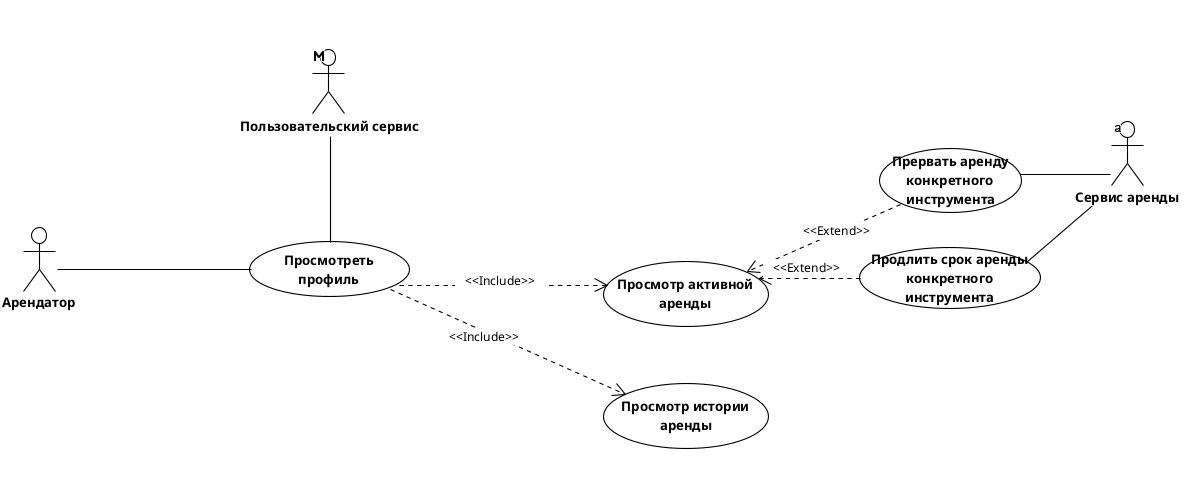 М
Пользовательский сервис
а
Сервис аренды
Прервать аренду
конкретного
инструмента
<<Extend>>
Арендатор
Просмотреть
профиль
<<Include>>
Просмотр активной
аренды
<<Extend>>
Продлить срок аренды
конкретного
инструмента
<<Include>>
Просмотр истории
аренды